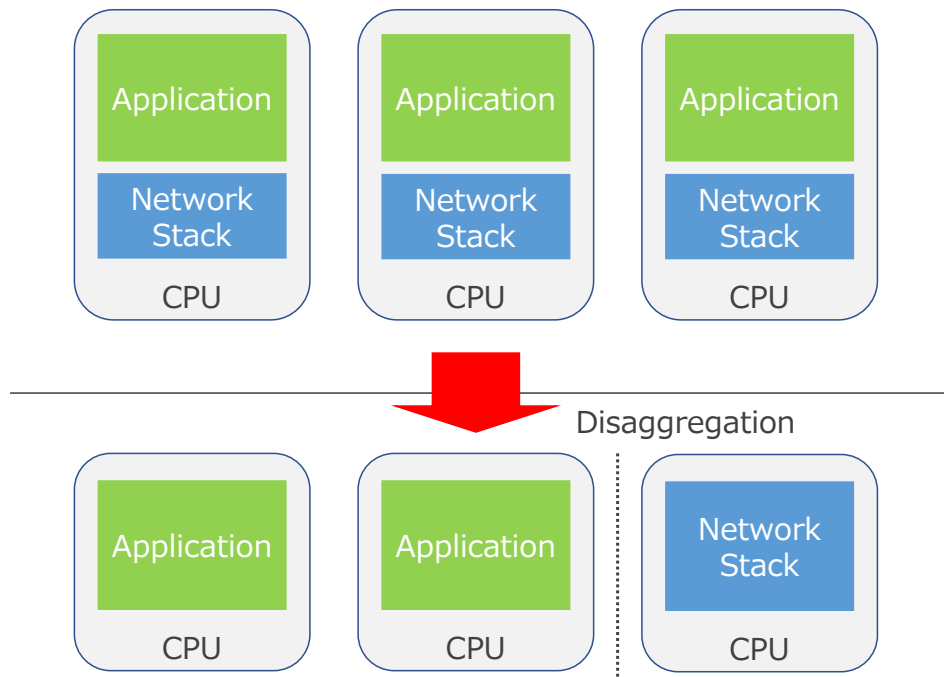 Application
Application
Application
Network
Stack
Network
Stack
Network
Stack
CPU
CPU
CPU
Disaggregation
Application
Application
Network
Stack
CPU
CPU
CPU